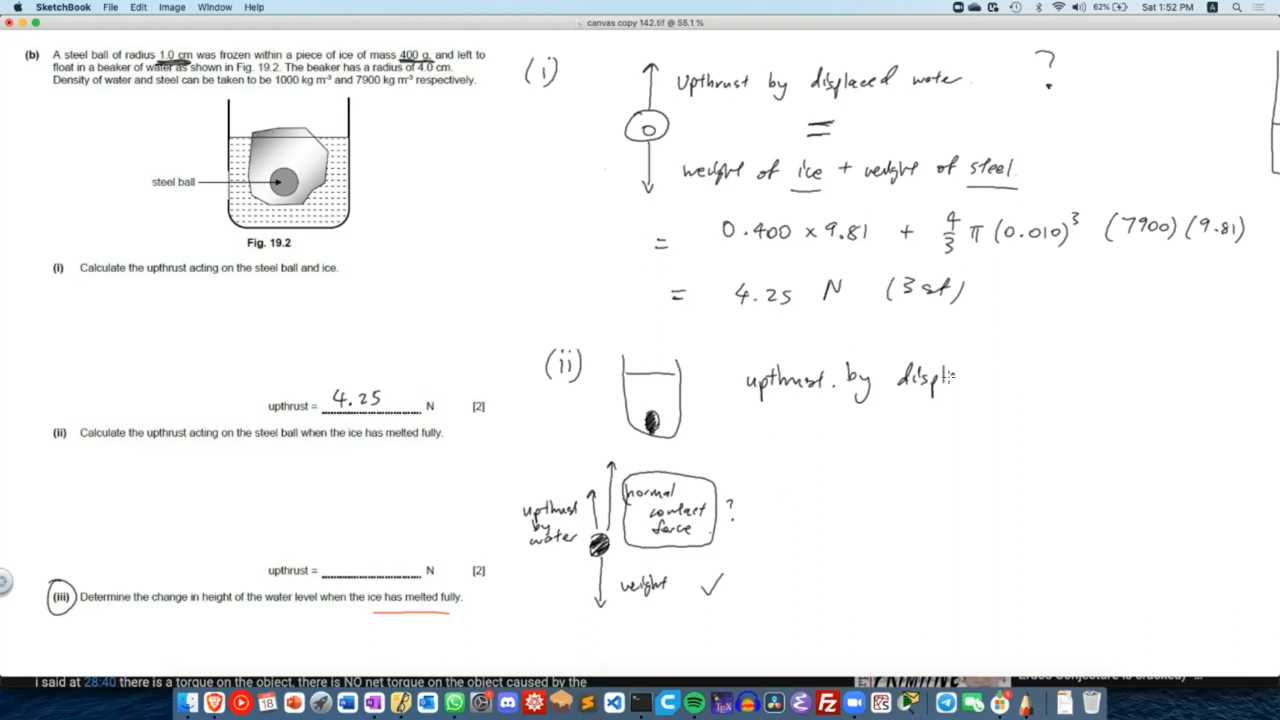 SketchBook File Edit Image Window Help
62% Sat 1:52 PM
canvas copy 142.tif @ 55.1 %
(b) A steel ball of radius 1.0 cm was frozen within a piece of ice of mass 400 g, and left to
float in a beaker of water as shown in Fig. 19.2. The beaker has a radius of 4.0 cm.
Density of water and steel can be taken to be 1000 kg m⁻³ and 7900 kg m⁻³ respectively.
steel ball
Fig. 19.2
(i) Calculate the upthrust acting on the steel ball and ice.
upthrust = 4.25 N [2]
(ii) Calculate the upthrust acting on the steel ball when the ice has melted fully.
upthrust = N [2]
(iii) Determine the change in height of the water level when the ice has melted fully.
(i)
upthrust by displaced water. ?
=
weight of ice + weight of steel.
= 0.400 x 9.81 + 4/3 π (0.010)³ (7900)(9.81)
= 4.25 N (3 sf)
(ii) upthrust. by displ
upthrust
by
water
normal
contact
force
?
weight ✓
I said at 28:40 there is a torque on the object, there is NO net torque on the object caused by the